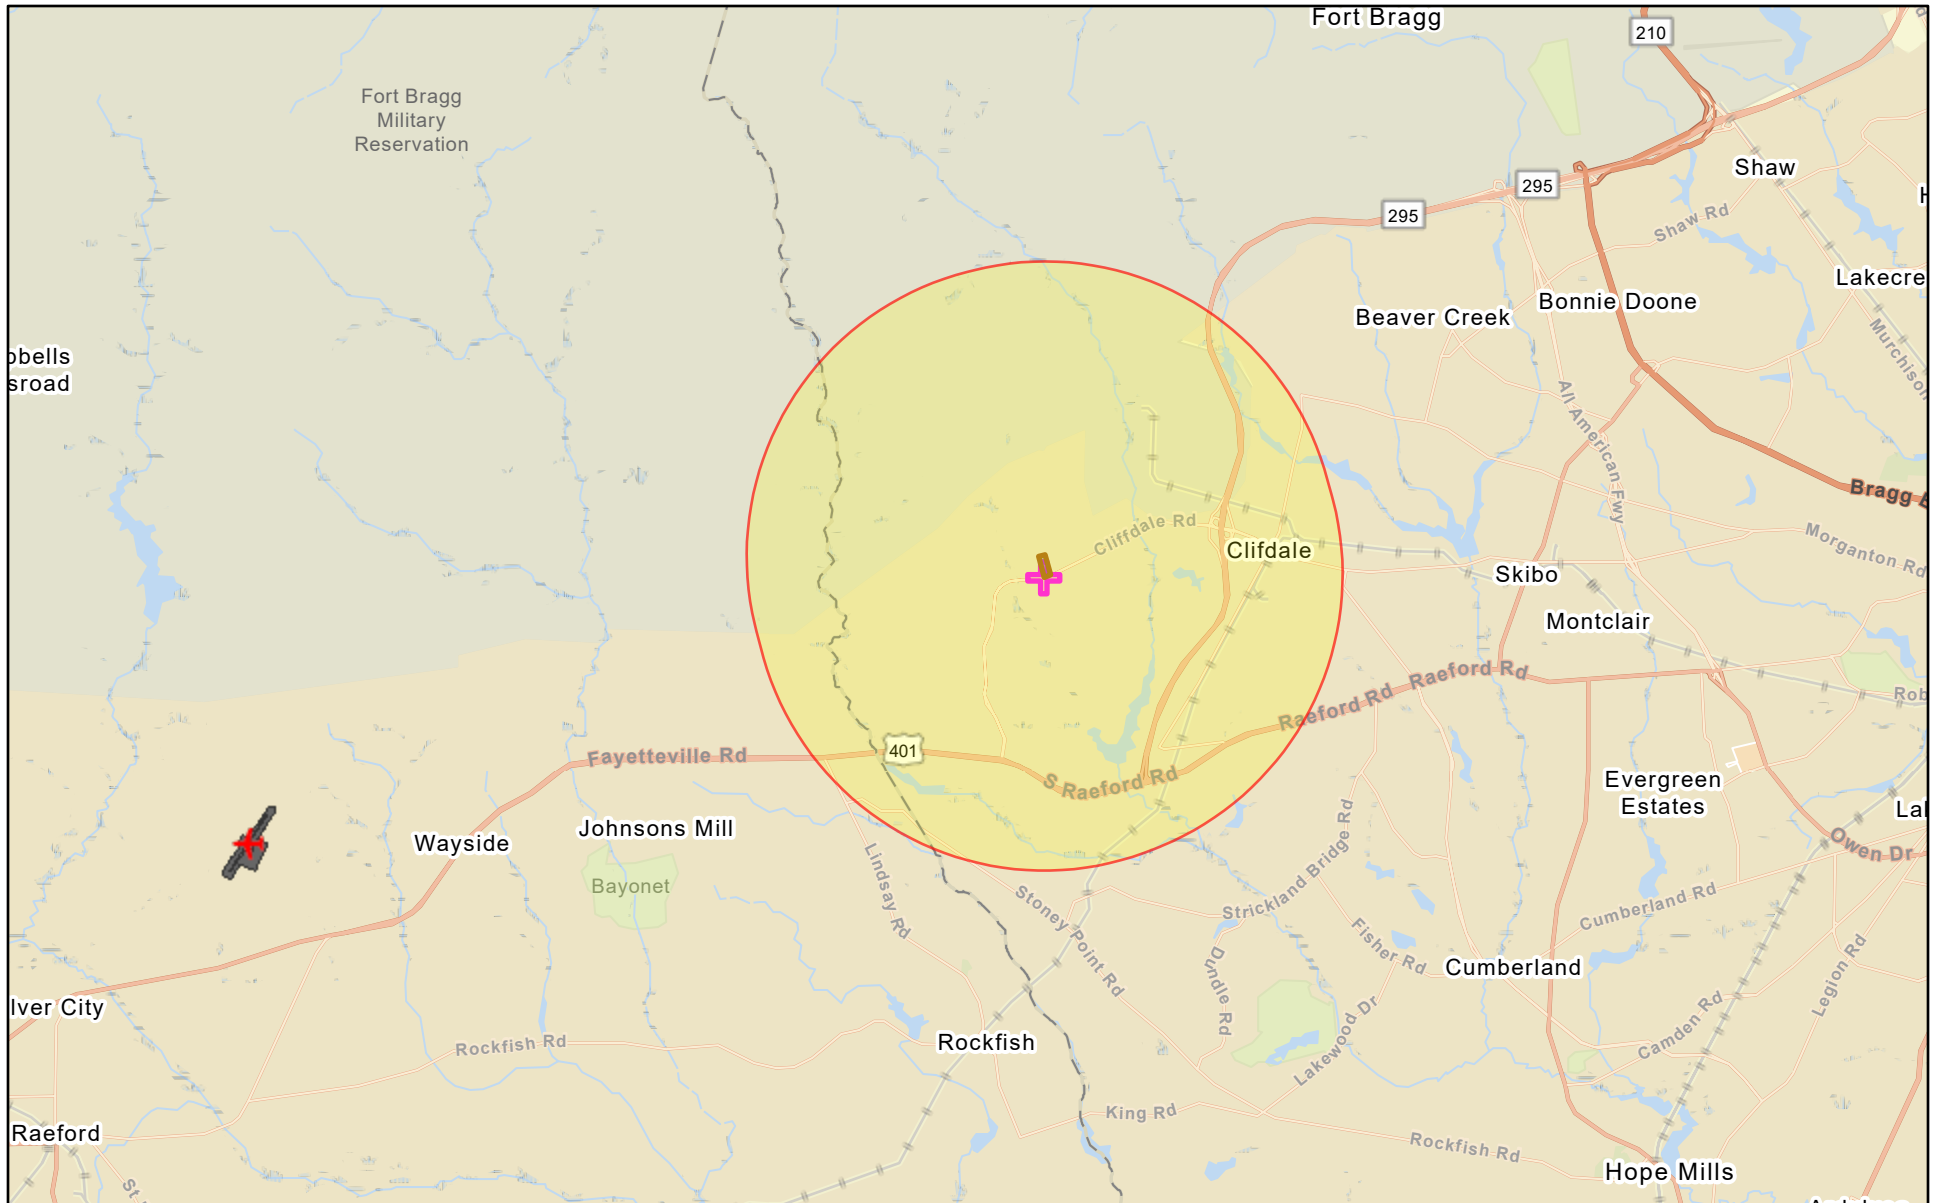 Fort Bragg
210
Fort Bragg
Military
Reservation
Shaw
295
295
Shaw Rd
Lakecre
Bonnie Doone
Beaver Creek
Murchison
bbells
sroad
All American Fwy
Bragg
Cliffdale Rd
Morganton Rd
Clifdale
Skibo
Montclair
Raeford Rd
Raeford Rd
Rob
401
Fayetteville Rd
S Raeford Rd
Evergreen
Estates
Lal
Wayside
Johnsons Mill
Owen Dr
Bayonet
Lindsay Rd
Stoney Point Rd
Strickland Bridge Rd
Cumberland Rd
Fisher Rd
Dundle Rd
Cumberland
Legion Rd
lver City
Camden Rd
Rockfish Rd
Rockfish
Lakewood Dr
King Rd
Raeford
Rockfish Rd
Hope Mills
St